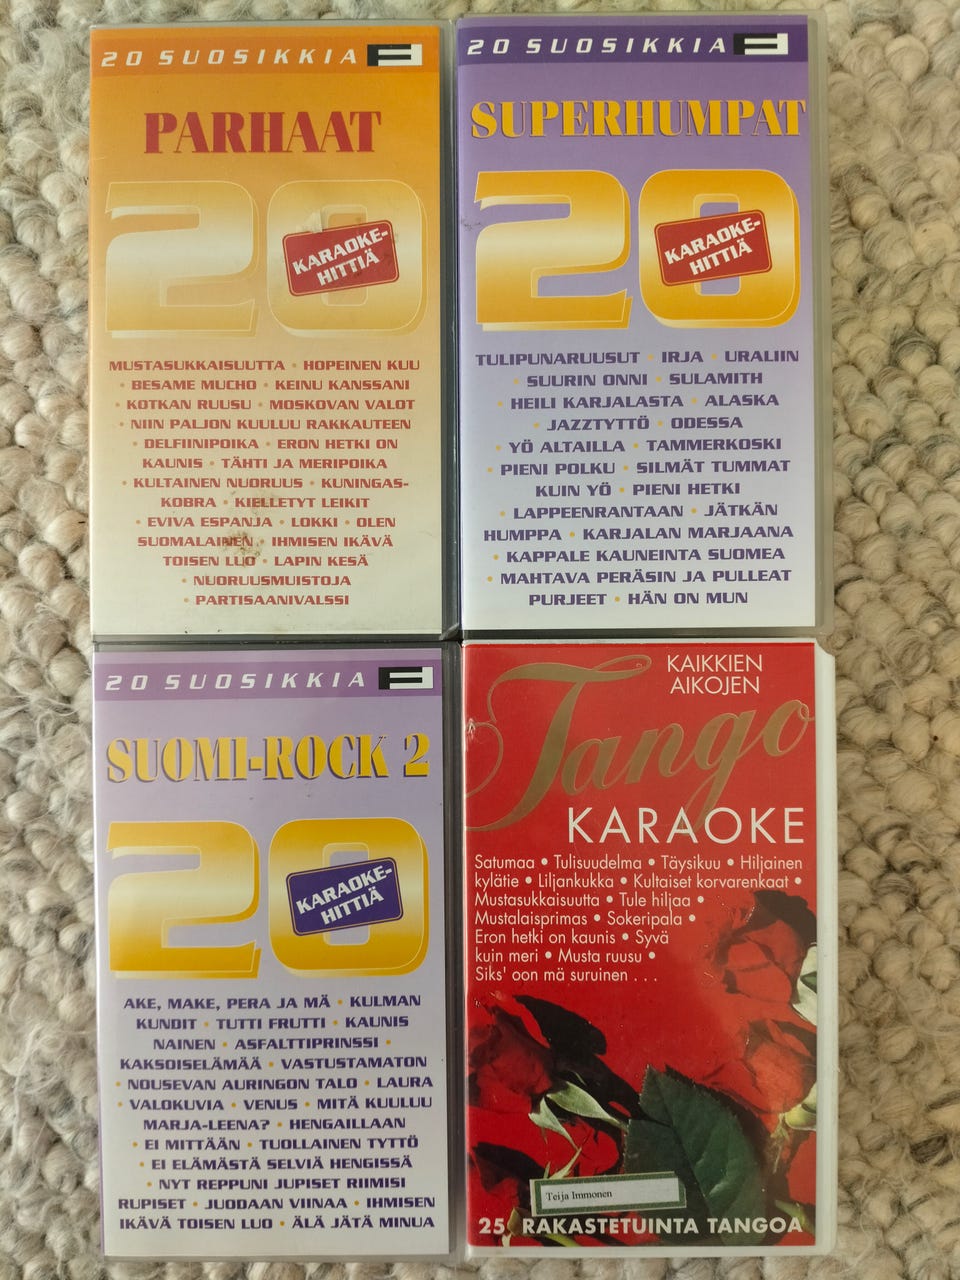 20 SUOSIKKIA
PARHAAT
20
KARAOKE-
HITTIÄ
MUSTASUKKAISUUTTA • HOPEINEN KUU
• BESAME MUCHO • KEINU KANSSANI
• KOTKAN RUUSU • MOSKOVAN VALOT
• NIIN PALJON KUULUU RAKKAUTEEN
• DELFIINIPOIKA • ERON HETKI ON
KAUNIS • TÄHTI JA MERIPOIKA
• KULTAINEN NUORUUS • KUNINGAS-
KOBRA • KIELLETYT LEIKIT
• EVIVA ESPANJA • LOKKI • OLEN
SUOMALAINEN • IHMISEN IKÄVÄ
TOISEN LUO • LAPIN KESÄ
• NUORUUSMUISTOJA
• PARTISAANIVALSSI
20 SUOSIKKIA
SUPERHUMPAT
20
KARAOKE-
HITTIÄ
TULIPUNARUUSUT • IRJA • URALIIN
• SUURIN ONNI • SULAMITH
• HEILI KARJALASTA • ALASKA
• JAZZTYTTÖ • ODESSA
• YÖ ALTAILLA • TAMMERKOSKI
• PIENI POLKU • SILMÄT TUMMAT
KUIN YÖ • PIENI HETKI
• LAPPEENRANTAAN • JÄTKÄN
HUMPPA • KARJALAN MARJAANA
• KAPPALE KAUNEINTA SUOMEA
• MAHTAVA PERÄSIN JA PULLEAT
PURJEET • HÄN ON MUN
20 SUOSIKKIA
SUOMI-ROCK 2
20
KARAOKE-
HITTIÄ
AKE, MAKE, PERA JA MÄ • KULMAN
KUNDIT • TUTTI FRUTTI • KAUNIS
NAINEN • ASFALTTIPRINSSI •
KAKSOISELÄMÄÄ • VASTUSTAMATON
• NOUSEVAN AURINGON TALO • LAURA
• VALOKUVIA • VENUS • MITÄ KUULUU
MARJA-LEENA? • HENGAILLAAN
• EI MITTÄÄN • TUOLLAINEN TYTTÖ
• EI ELÄMÄSTÄ SELVIÄ HENGISSÄ
• NYT REPPUNI JUPISET RIIMISI
RUPISET • JUODAAN VIINAA • IHMISEN
IKÄVÄ TOISEN LUO • ÄLÄ JÄTÄ MINUA
KAIKKIEN
AIKOJEN
Tango
KARAOKE
Satumaa • Tulisuudelma • Täysikuu • Hiljainen
kylätie • Liljankukka • Kultaiset korvarenkaat •
Mustasukkaisuutta • Tule hiljaa •
Mustalaisprimas • Sokeripala •
Eron hetki on kaunis • Syvä
kuin meri • Musta ruusu •
Siks' oon mä suruinen . . .
Teija Immonen
25 RAKASTETUINTA TANGOA